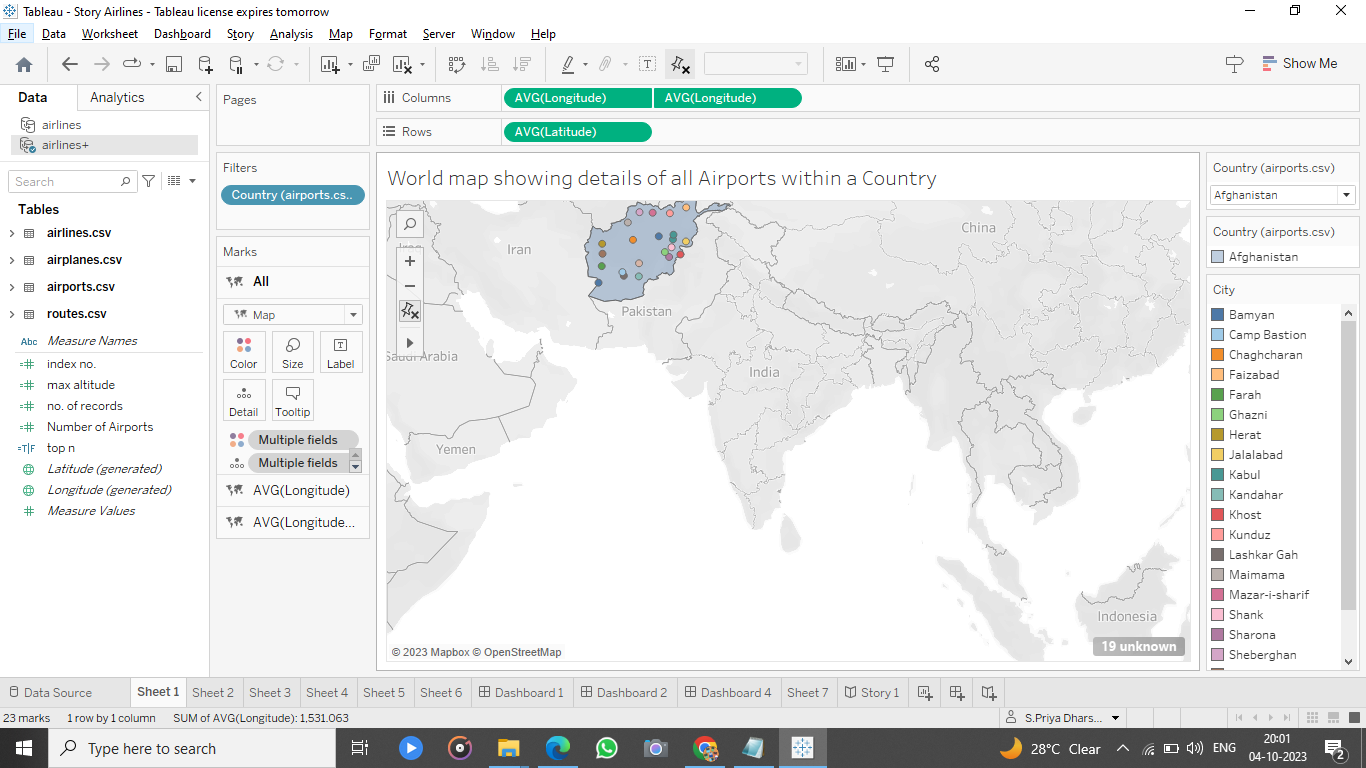 Tableau - Story Airlines - Tableau license expires tomorrow
File Data Worksheet Dashboard Story Analysis Map Format Server Window Help
Show Me
Data Analytics
airlines
airlines+
Search
Tables
airlines.csv
airplanes.csv
airports.csv
routes.csv
Abc Measure Names
index no.
max altitude
no. of records
Number of Airports
top n
Latitude (generated)
Longitude (generated)
Measure Values
Pages
Filters
Country (airports.cs..
Marks
All
Map
Color Size Label
Detail Tooltip
Multiple fields
Multiple fields
AVG(Longitude)
AVG(Longitude...
Columns AVG(Longitude) AVG(Longitude)
Rows AVG(Latitude)
World map showing details of all Airports within a Country
Iran
China
Pakistan
Saudi Arabia
India
Yemen
Indonesia
© 2023 Mapbox © OpenStreetMap
19 unknown
Country (airports.csv)
Afghanistan
Country (airports.csv)
Afghanistan
City
Bamyan
Camp Bastion
Chaghcharan
Faizabad
Farah
Ghazni
Herat
Jalalabad
Kabul
Kandahar
Khost
Kunduz
Lashkar Gah
Maimama
Mazar-i-sharif
Shank
Sharona
Sheberghan
Data Source Sheet 1 Sheet 2 Sheet 3 Sheet 4 Sheet 5 Sheet 6 Dashboard 1 Dashboard 2 Dashboard 4 Sheet 7 Story 1
23 marks 1 row by 1 column SUM of AVG(Longitude): 1,531.063 S.Priya Dhars...
Type here to search 28°C Clear ENG 20:01
04-10-2023 2